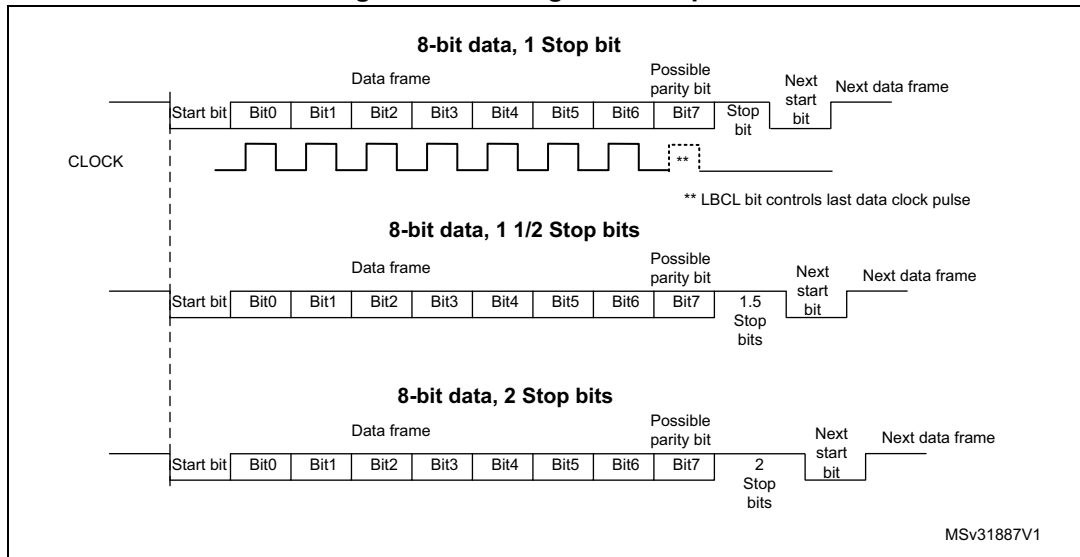 8-bit data, 1 Stop bit
Data frame
Possible
parity bit
Next
start
bit
Next data frame
Start bit Bit0 Bit1 Bit2 Bit3 Bit4 Bit5 Bit6 Bit7 Stop
bit
CLOCK
**
** LBCL bit controls last data clock pulse
8-bit data, 1 1/2 Stop bits
Data frame
Possible
parity bit
Next
start
bit
Next data frame
Start bit Bit0 Bit1 Bit2 Bit3 Bit4 Bit5 Bit6 Bit7 1.5
Stop
bits
8-bit data, 2 Stop bits
Data frame
Possible
parity bit
Next
start
bit
Next data frame
Start bit Bit0 Bit1 Bit2 Bit3 Bit4 Bit5 Bit6 Bit7 2
Stop
bits
MSv31887V1